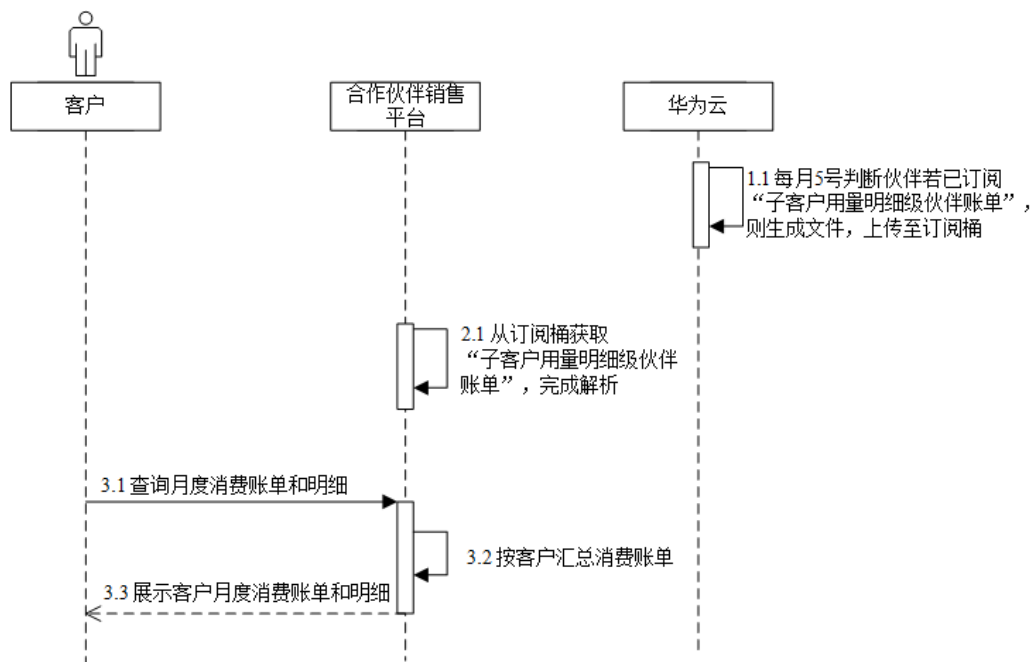 客户
合作伙伴销售
平台
华为云
1.1 每月5号判断伙伴若已订阅
“子客户用量明细级伙伴账单”，
则生成文件，上传至订阅桶
2.1 从订阅桶获取
“子客户用量明细级伙伴
账单”，完成解析
3.1 查询月度消费账单和明细
3.2 按客户汇总消费账单
3.3 展示客户月度消费账单和明细